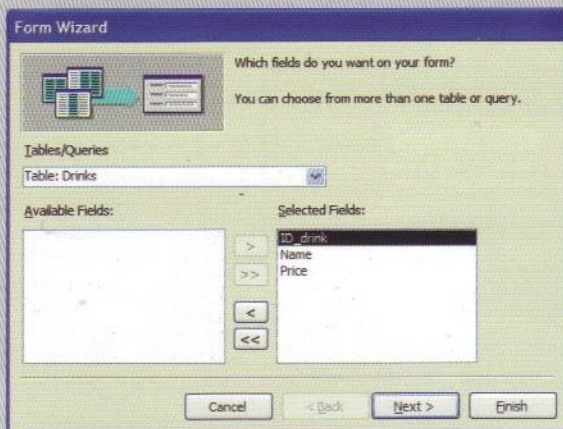 Form Wizard
Which fields do you want on your form?
You can choose from more than one table or query.
Tables/Queries
Table: Drinks
Available Fields:
Selected Fields:
ID_drink
Name
Price
>
>>
<
<<
Cancel
< Back
Next >
Finish